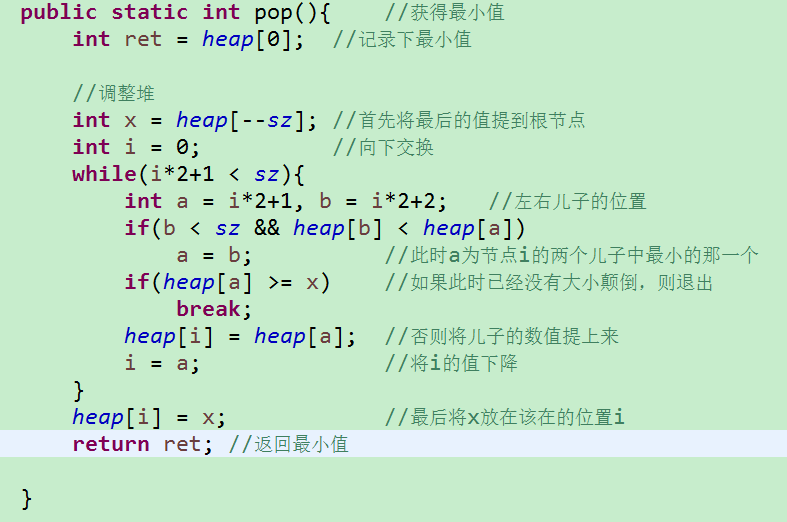 public static int pop(){    //获得最小值
    int ret = heap[0];  //记录下最小值
    //调整堆
    int x = heap[--sz]; //首先将最后的值提到根节点
    int i = 0;          //向下交换
    while(i*2+1 < sz){
        int a = i*2+1, b = i*2+2;   //左右儿子的位置
        if(b < sz && heap[b] < heap[a])
            a = b;          //此时a为节点i的两个儿子中最小的那一个
        if(heap[a] >= x)    //如果此时已经没有大小颠倒，则退出
            break;
        heap[i] = heap[a];  //否则将儿子的数值提上来
        i = a;              //将i的值下降
    }
    heap[i] = x;            //最后将x放在该在的位置i
    return ret; //返回最小值
}